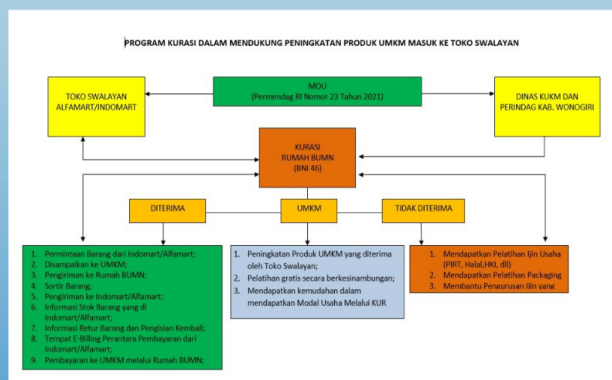 PROGRAM KURASI DALAM MENDUKUNG PENINGKATAN PRODUK UMKM MASUK KE TOKO SWALAYAN
TOKO SWALAYAN
ALFAMART/INDOMART
MOU
(Permendag RI Nomor 23 Tahun 2021)
DINAS KUKM DAN
PERINDAG KAB. WONOGIRI
KURASI
RUMAH BUMN
(BNI 46)
DITERIMA
UMKM
TIDAK DITERIMA
1. Permintaan Barang dari Indomart/Alfamart;
2. Disampaikan ke UMKM;
3. Pengiriman ke Rumah BUMN;
4. Sortir Barang;
5. Pengiriman ke Indomart/Alfamart;
6. Informasi Stok Barang yang di
Indomart/Alfamart;
7. Informasi Retur Barang dan Pengisian Kembali;
8. Tempat E-Billing Perantara Pembayaran dari
Indomart/Alfamart;
9. Pembayaran ke UMKM melalui Rumah BUMN;
1. Peningkatan Produk UMKM yang diterima
oleh Toko Swalayan;
2. Pelatihan gratis secara berkesinambungan;
3. Mendapatkan kemudahan dalam
mendapatkan Modal Usaha Melalui KUR
1. Mendapatkan Pelatihan Ijin Usaha
(PIRT, Halal,HKI, dll)
2. Mendapatkan Pelatihan Packaging
3. Membantu Pengurusan Ijin yang